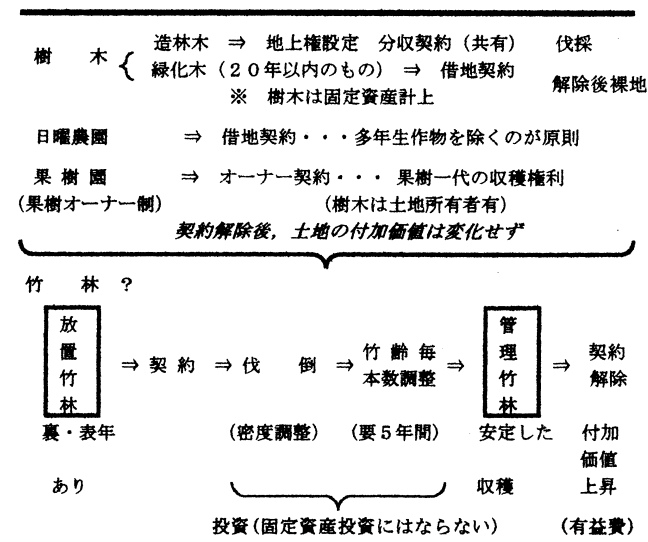 樹 木 { 造林木 ⇒ 地上権設定 分収契約（共有） 伐採
緑化木（２０年以内のもの）⇒ 借地契約 解除後裸地
※ 樹木は固定資産計上
日曜農園 ⇒ 借地契約・・・多年生作物を除くのが原則
果 樹 園 ⇒ オーナー契約・・・ 果樹一代の収穫権利
(果樹オーナー制) (樹木は土地所有者有)
契約解除後，土地の付加価値は変化せず
竹 林 ？
放置竹林 ⇒ 契 約 ⇒ 伐 倒 ⇒ 竹 齢 毎 本数調整 ⇒ 管理竹林 ⇒ 契約解除
裏・表年 (密度調整) (要５年間) 安定した 付加価値
あり 収穫 上昇
投資(固定資産投資にはならない) (有益費)